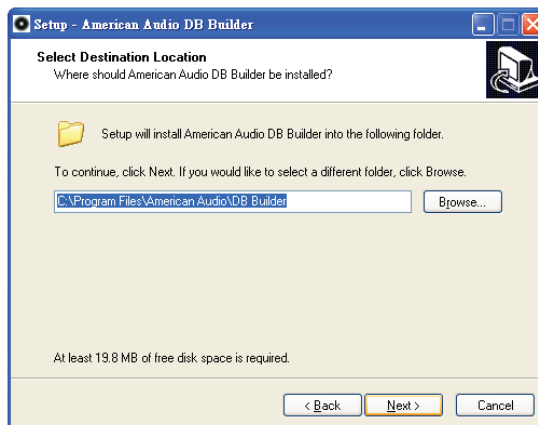 Setup - American Audio DB Builder
Select Destination Location
Where should American Audio DB Builder be installed?
Setup will install American Audio DB Builder into the following folder.
To continue, click Next. If you would like to select a different folder, click Browse.
C:\Program Files\American Audio\DB Builder
Browse...
At least 19.8 MB of free disk space is required.
< Back
Next >
Cancel